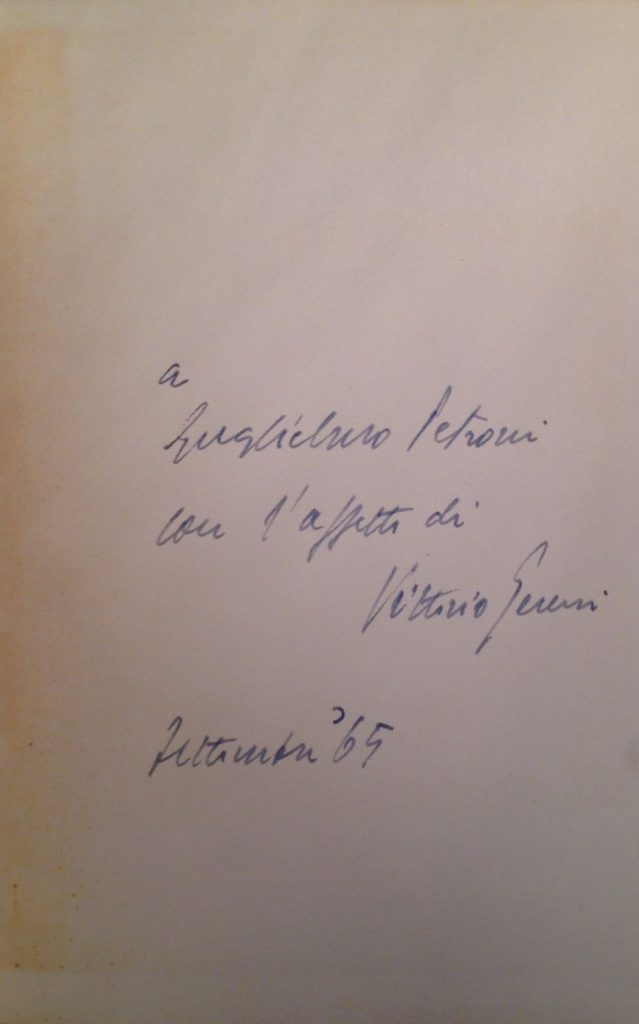 a
Guglielmo Petroni
con l'affetto di
Vittorio Sereni
settembre '65